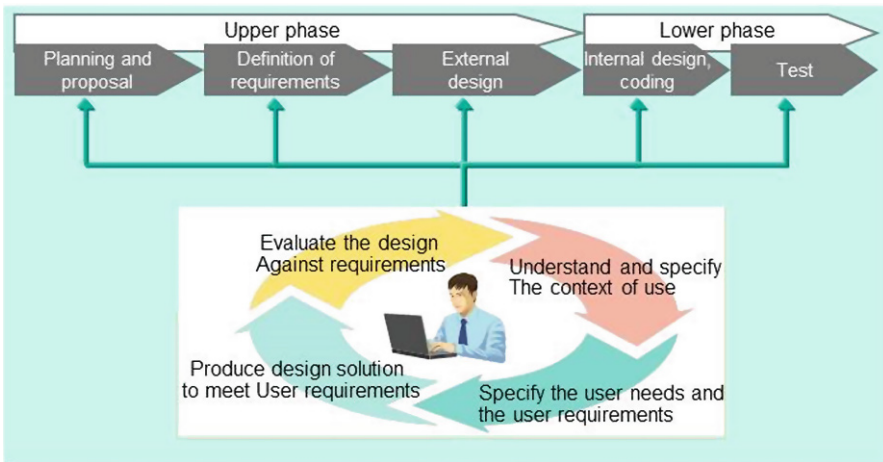 Upper phase
Lower phase
Planning and
proposal
Definition of
requirements
External
design
Internal design,
coding
Test
Evaluate the design
Against requirements
Understand and specify
The context of use
Produce design solution
to meet User requirements
Specify the user needs and
the user requirements